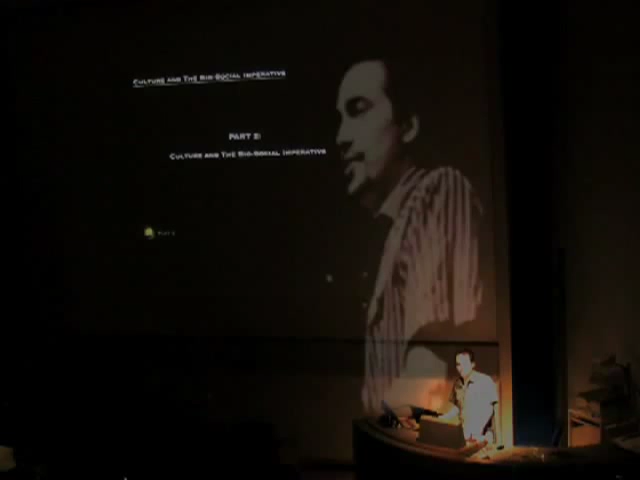 CULTURE AND THE BIO-SOCIAL IMPERATIVE
PART 2:
CULTURE AND THE BIO-SOCIAL IMPERATIVE